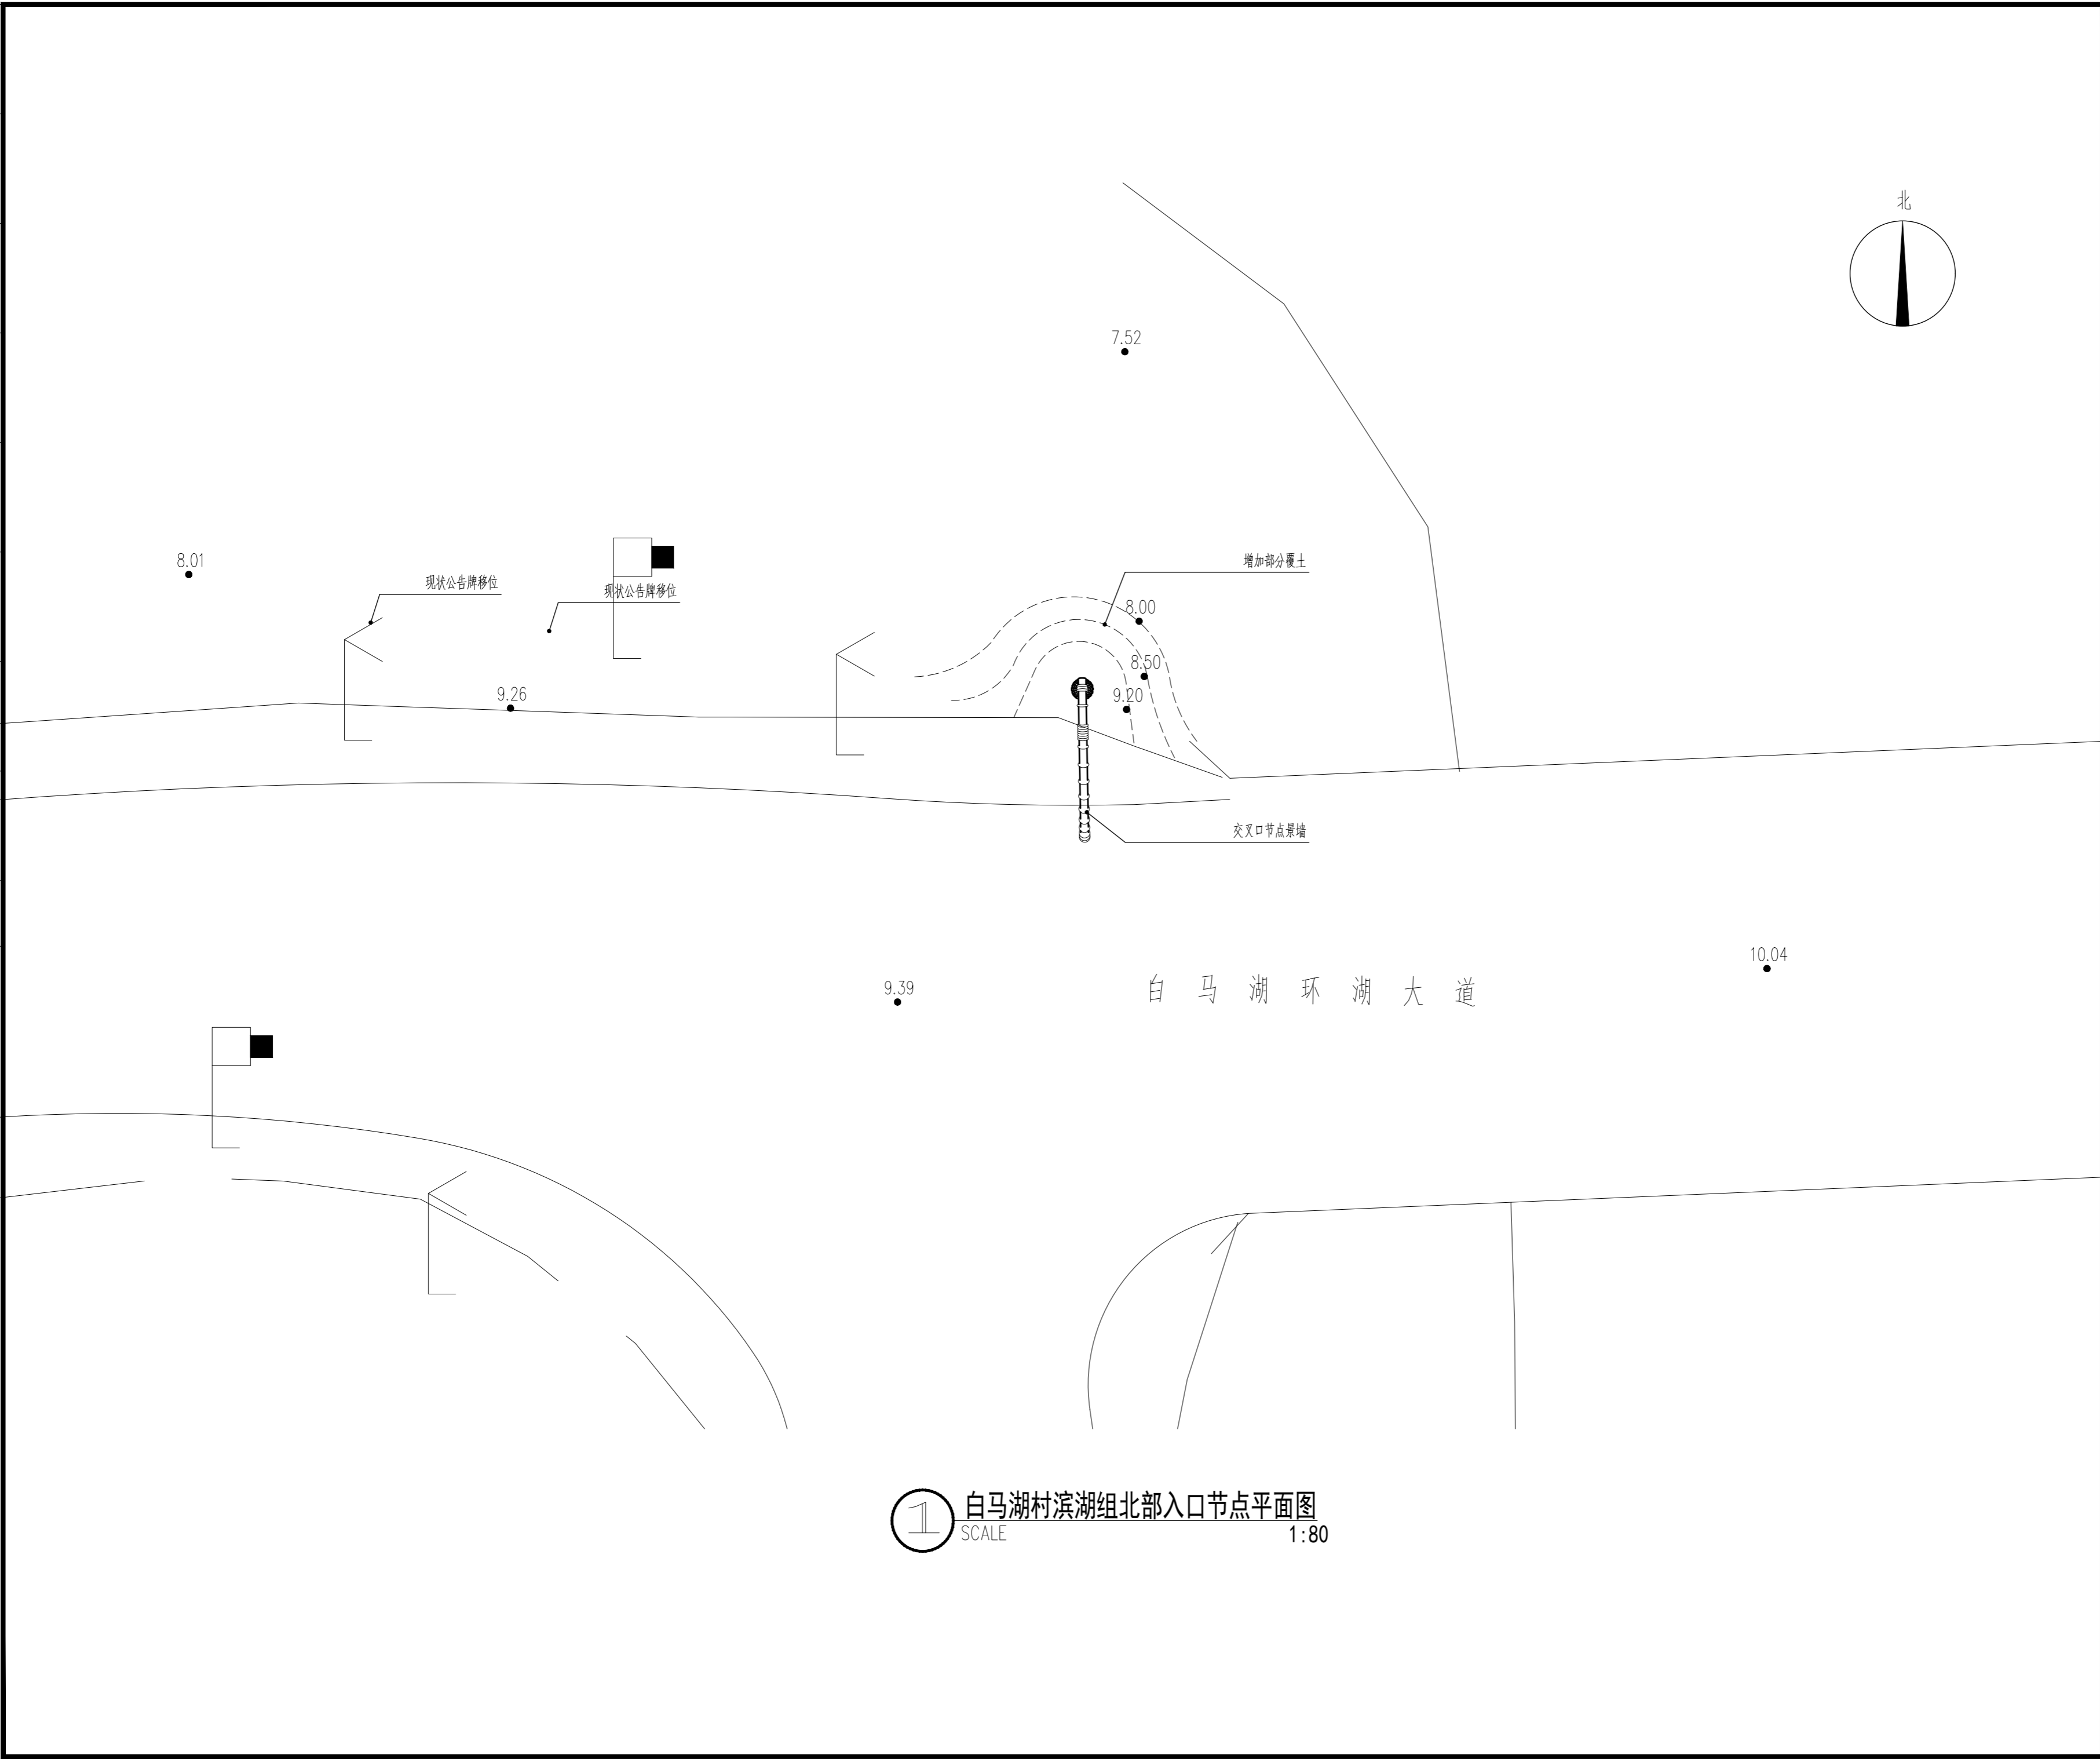 北
7.52
8.01
现状公告牌移位
现状公告牌移位
增加部分覆土
8.00
8.50
9.26
9.20
交叉口节点景墙
10.04
9.39
白马湖环湖大道
1
白马湖村滨湖组北部入口节点平面图
SCALE 1:80